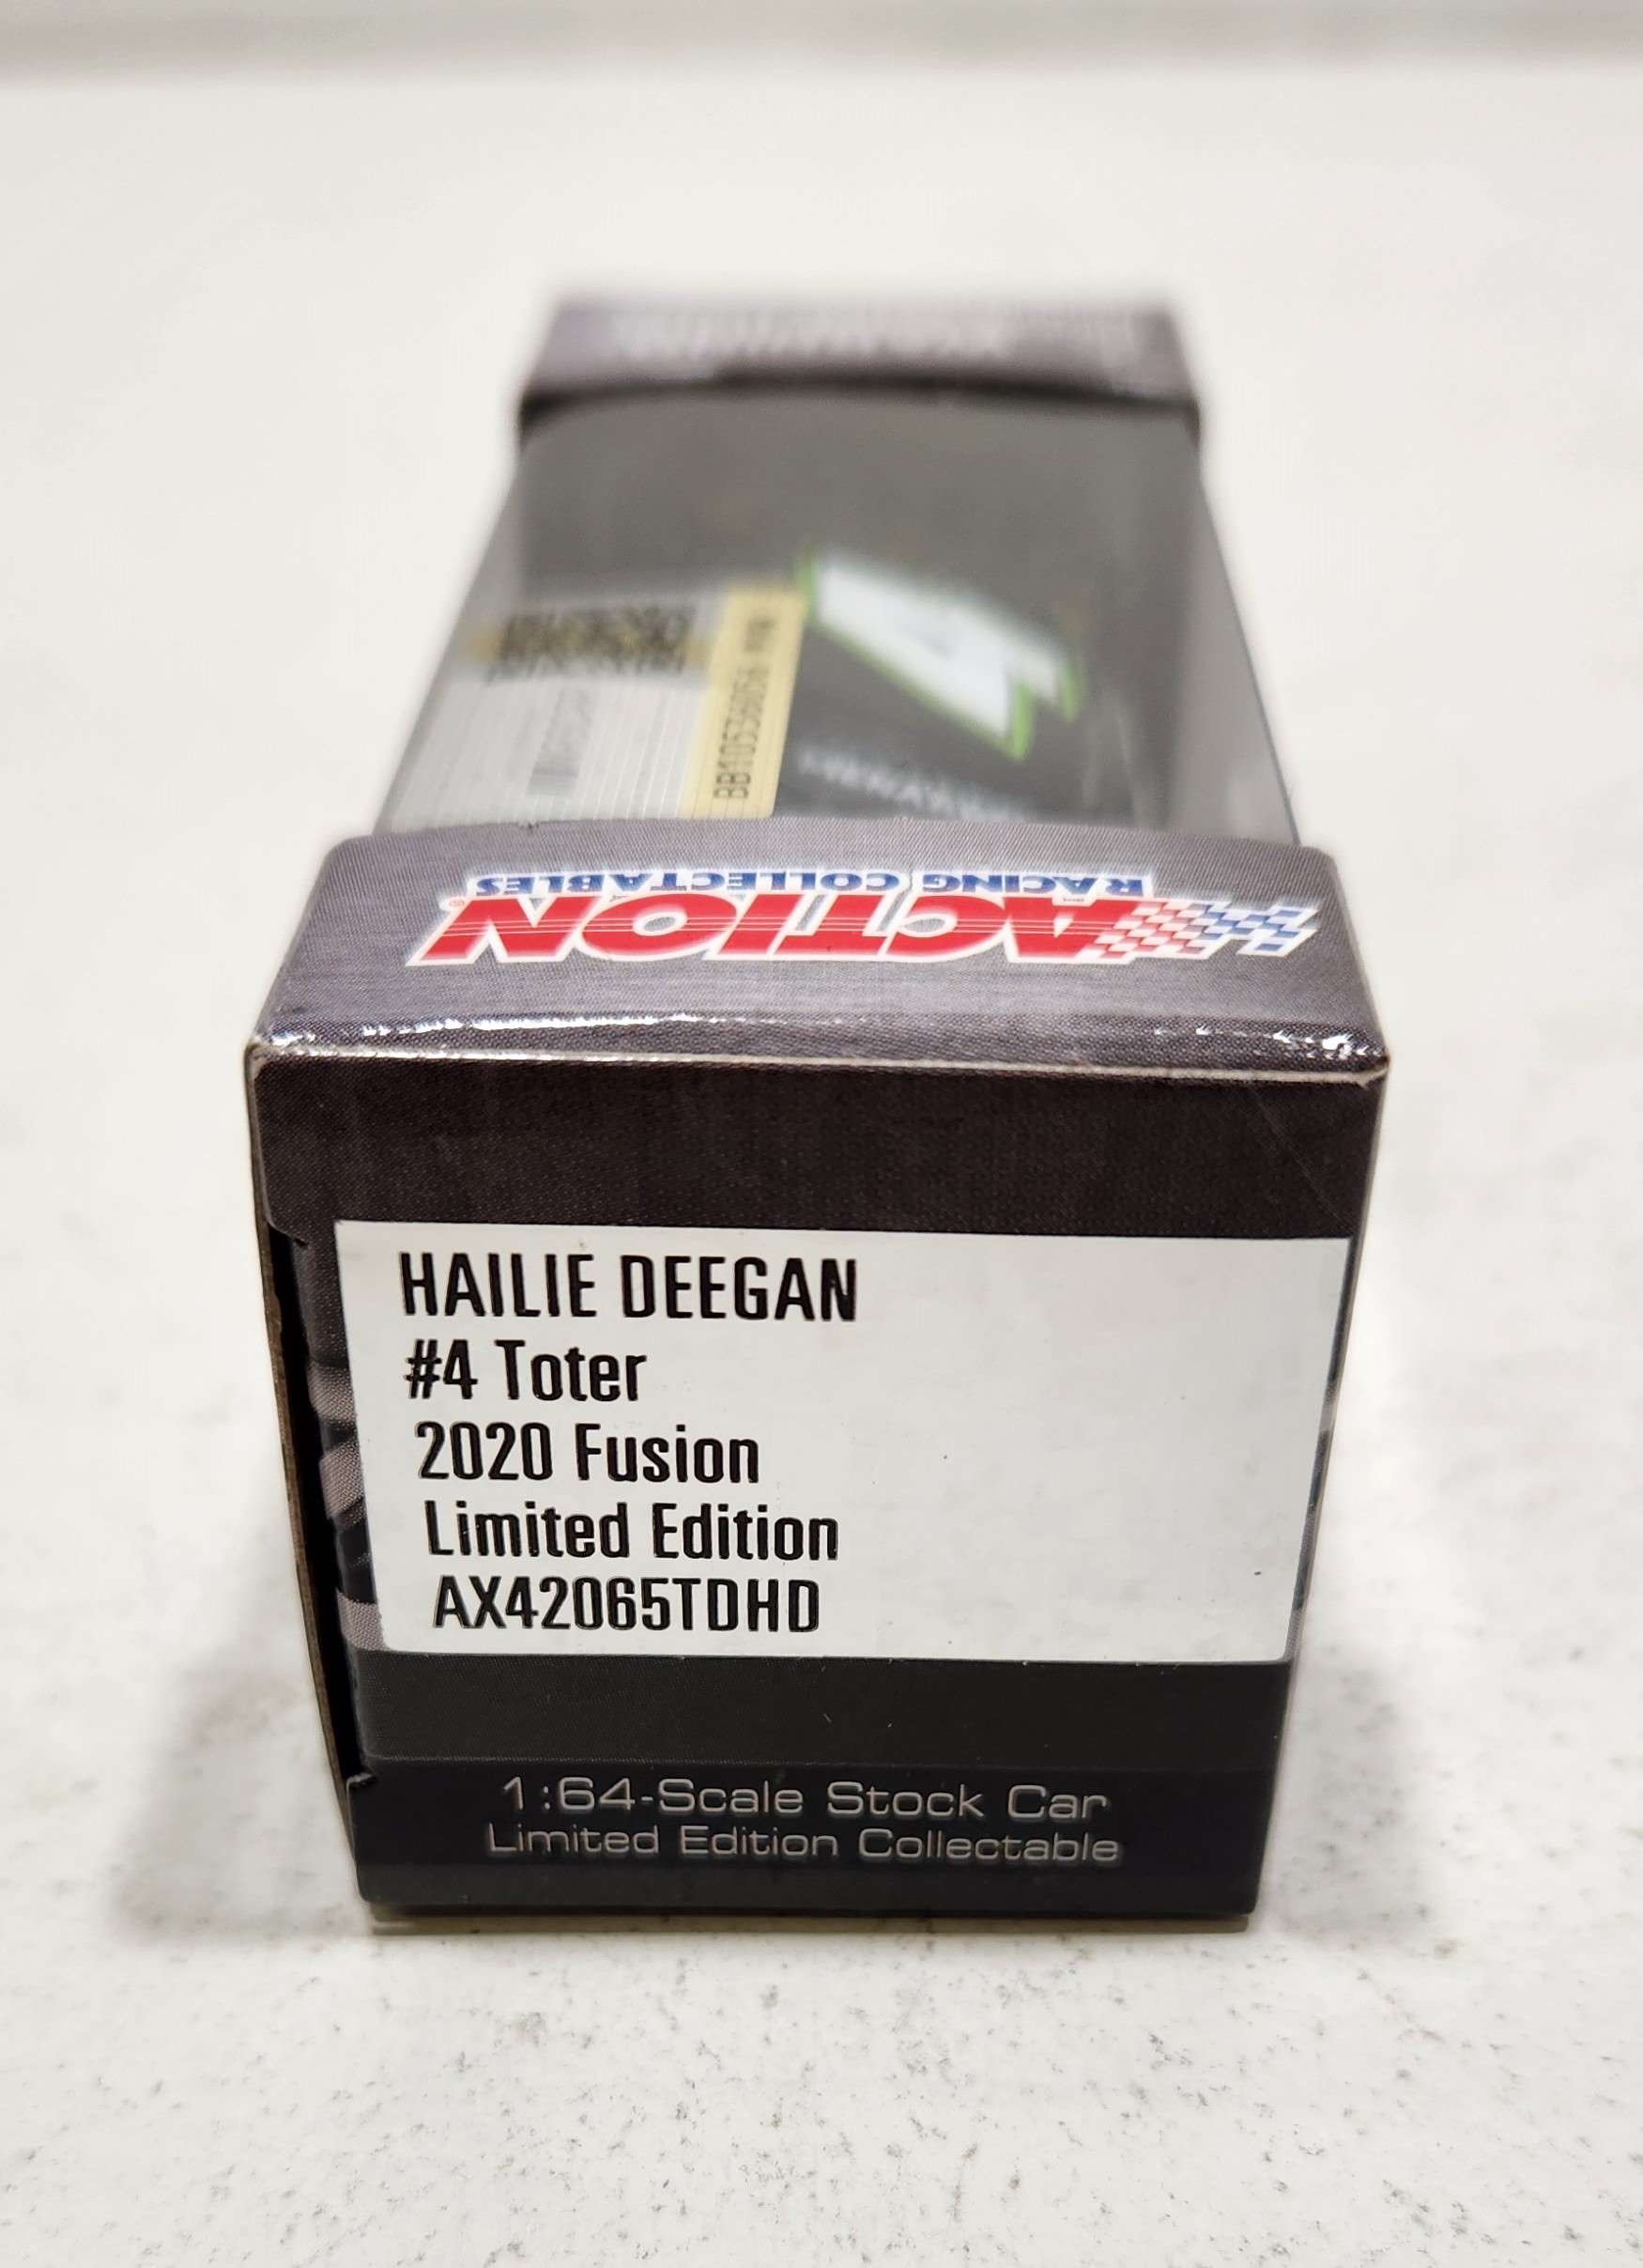 ACTION
RACING COLLECTABLES
HAILIE DEEGAN
#4 Toter
2020 Fusion
Limited Edition
AX42065TDHD
1:64-Scale Stock Car
Limited Edition Collectable